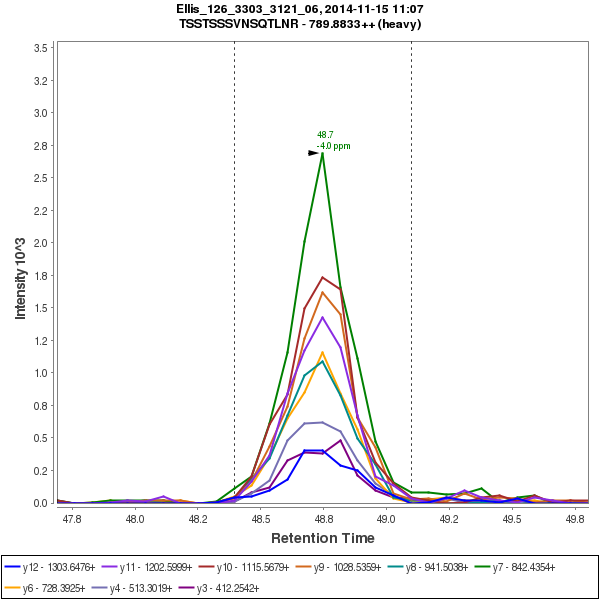 Ellis_126_3303_3121_06, 2014-11-15 11:07
TSSTSSSVNSQTLNR - 789.8833++ (heavy)
3.5
3.2
3.0
2.8
2.5
2.2
2.0
1.8
1.5
1.2
1.0
0.8
0.5
0.2
0.0
Intensity 10^3
48.7
-4.0 ppm
47.8 48.0 48.2 48.5 48.8 49.0 49.2 49.5 49.8
Retention Time
y12 - 1303.6476+ y11 - 1202.5999+ y10 - 1115.5679+ y9 - 1028.5359+ y8 - 941.5038+ y7 - 842.4354+
y6 - 728.3925+ y4 - 513.3019+ y3 - 412.2542+